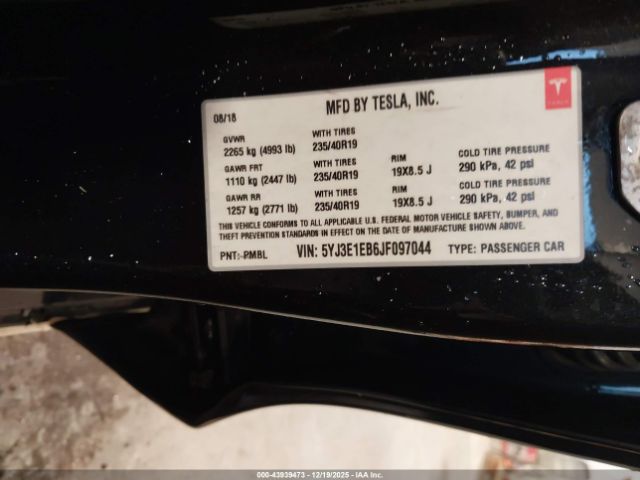 MFD BY TESLA, INC.
TESLA
08/18
GVWR
2265 kg (4993 lb)
WITH TIRES
235/40R19
GAWR FRT
1110 kg (2447 lb)
WITH TIRES
235/40R19
RIM
19X8.5 J
COLD TIRE PRESSURE
290 kPa, 42 psi
GAWR RR
1257 kg (2771 lb)
WITH TIRES
235/40R19
RIM
19X8.5 J
COLD TIRE PRESSURE
290 kPa, 42 psi
THIS VEHICLE CONFORMS TO ALL APPLICABLE U.S. FEDERAL MOTOR VEHICLE SAFETY, BUMPER, AND
THEFT PREVENTION STANDARDS IN EFFECT ON THE DATE OF MANUFACTURE SHOWN ABOVE.
PNT: PMBL VIN: 5YJ3E1EB6JF097044 TYPE: PASSENGER CAR
000-43939473 - 12/19/2025 - IAA Inc.